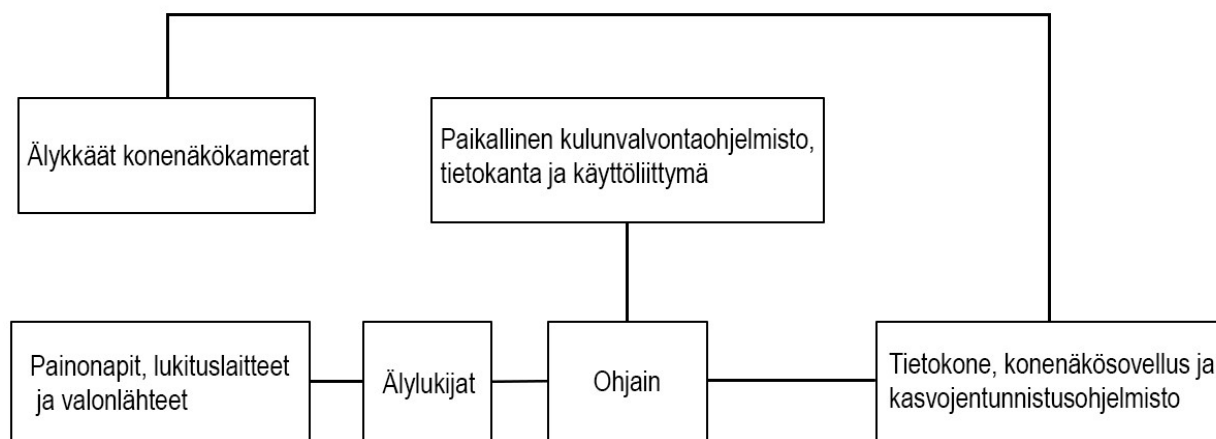 Älykkäät konenäkökamerat
Paikallinen kulunvalvontaohjelmisto,
tietokanta ja käyttöliittymä
Painonapit, lukituslaitteet
ja valonlähteet
Älylukijat
Ohjain
Tietokone, konenäkösovellus ja
kasvojentunnistusohjelmisto